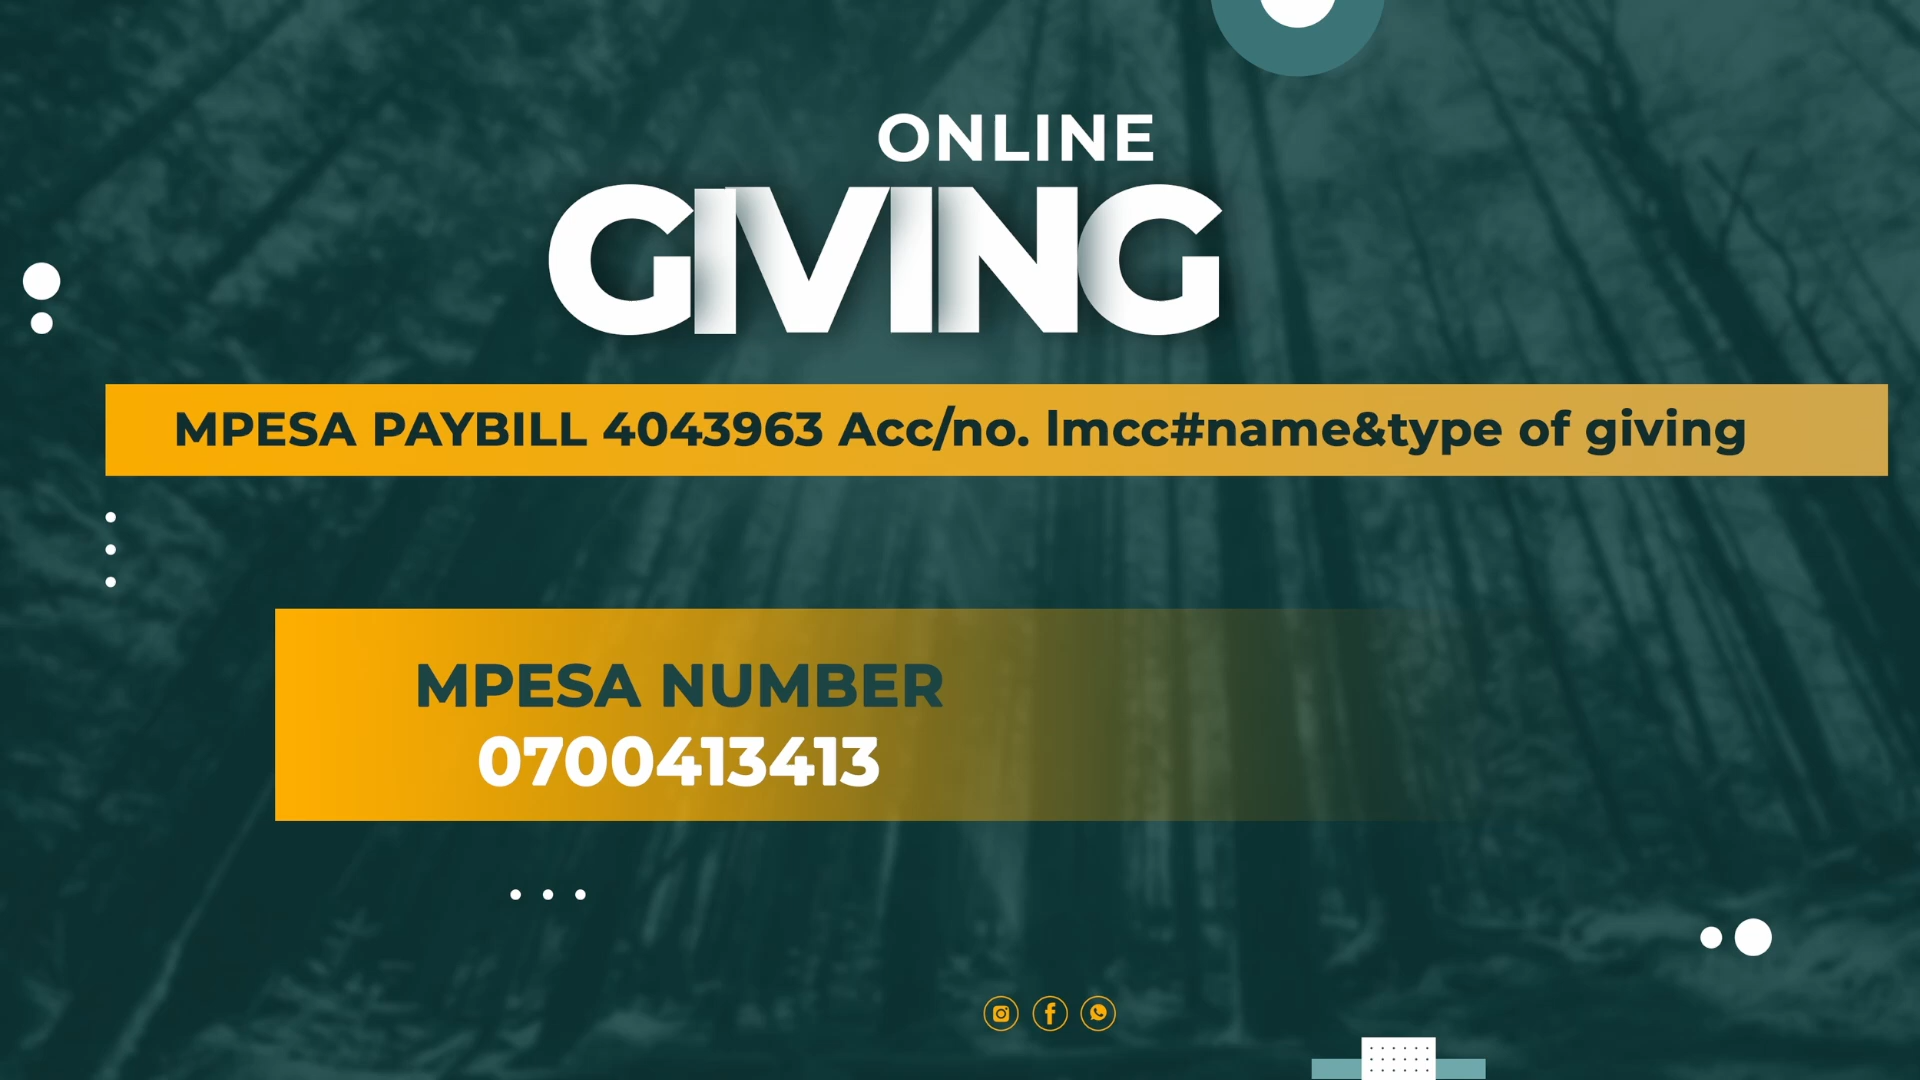 ONLINE
GIVING
MPESA PAYBILL 4043963 Acc/no. lmcc#name&type of giving
MPESA NUMBER
0700413413